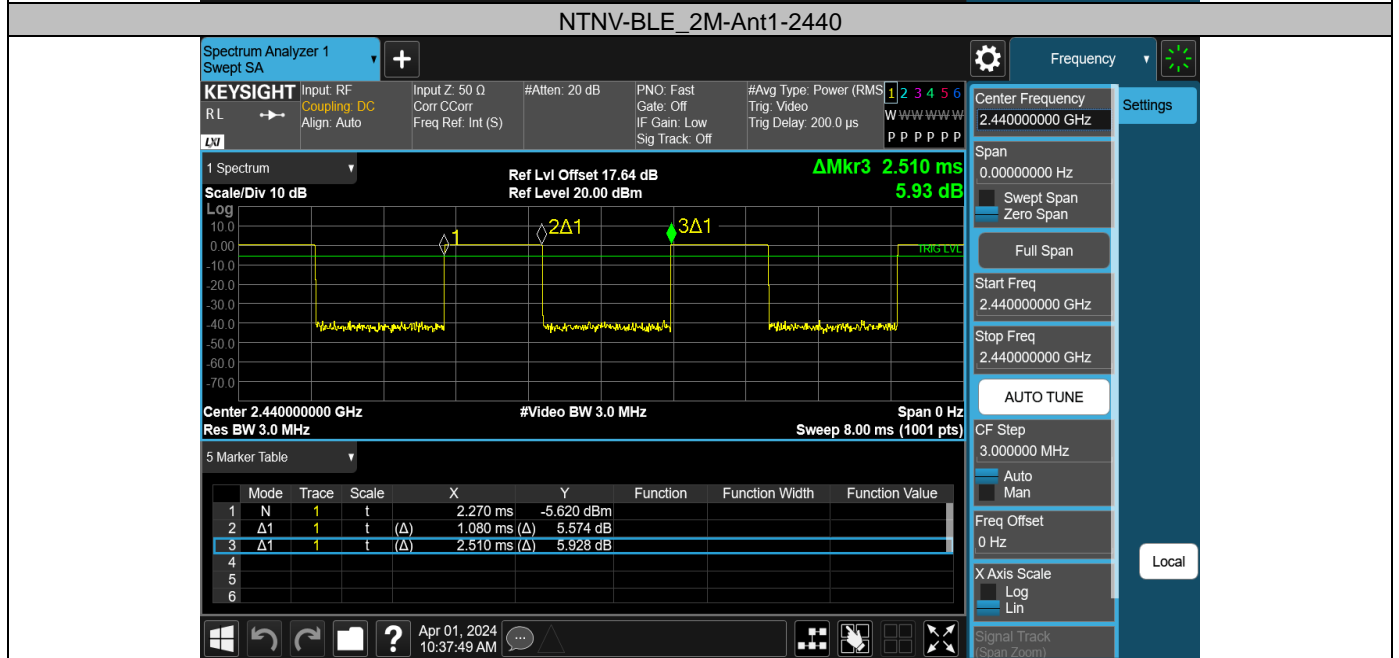 NTNV-BLE_2M-Ant1-2440
Spectrum Analyzer 1
Swept SA
Frequency
KEYSIGHT
RL
LXI
Input: RF
Coupling: DC
Align: Auto
Input Z: 50 Ω
Corr CCorr
Freq Ref: Int (S)
#Atten: 20 dB
PNO: Fast
Gate: Off
IF Gain: Low
Sig Track: Off
#Avg Type: Power (RMS
Trig: Video
Trig Delay: 200.0 µs
1 2 3 4 5 6
W W W W W W
P P P P P P
1 Spectrum
Scale/Div 10 dB
Ref Lvl Offset 17.64 dB
Ref Level 20.00 dBm
ΔMkr3 2.510 ms
5.93 dB
Log
10.0
0.00
-10.0
-20.0
-30.0
-40.0
-50.0
-60.0
-70.0
1
2Δ1
3Δ1
TRIG LVL
Center 2.440000000 GHz
#Video BW 3.0 MHz
Span 0 Hz
Res BW 3.0 MHz
Sweep 8.00 ms (1001 pts)
5 Marker Table
Mode Trace Scale X Y Function Function Width Function Value
1 N 1 t 2.270 ms -5.620 dBm
2 Δ1 1 t (Δ) 1.080 ms (Δ) 5.574 dB
3 Δ1 1 t (Δ) 2.510 ms (Δ) 5.928 dB
4
5
6
Apr 01, 2024
10:37:49 AM
Center Frequency
2.440000000 GHz
Settings
Span
0.00000000 Hz
Swept Span
Zero Span
Full Span
Start Freq
2.440000000 GHz
Stop Freq
2.440000000 GHz
AUTO TUNE
CF Step
3.000000 MHz
Auto
Man
Freq Offset
0 Hz
Local
X Axis Scale
Log
Lin
Signal Track
(Span Zoom)